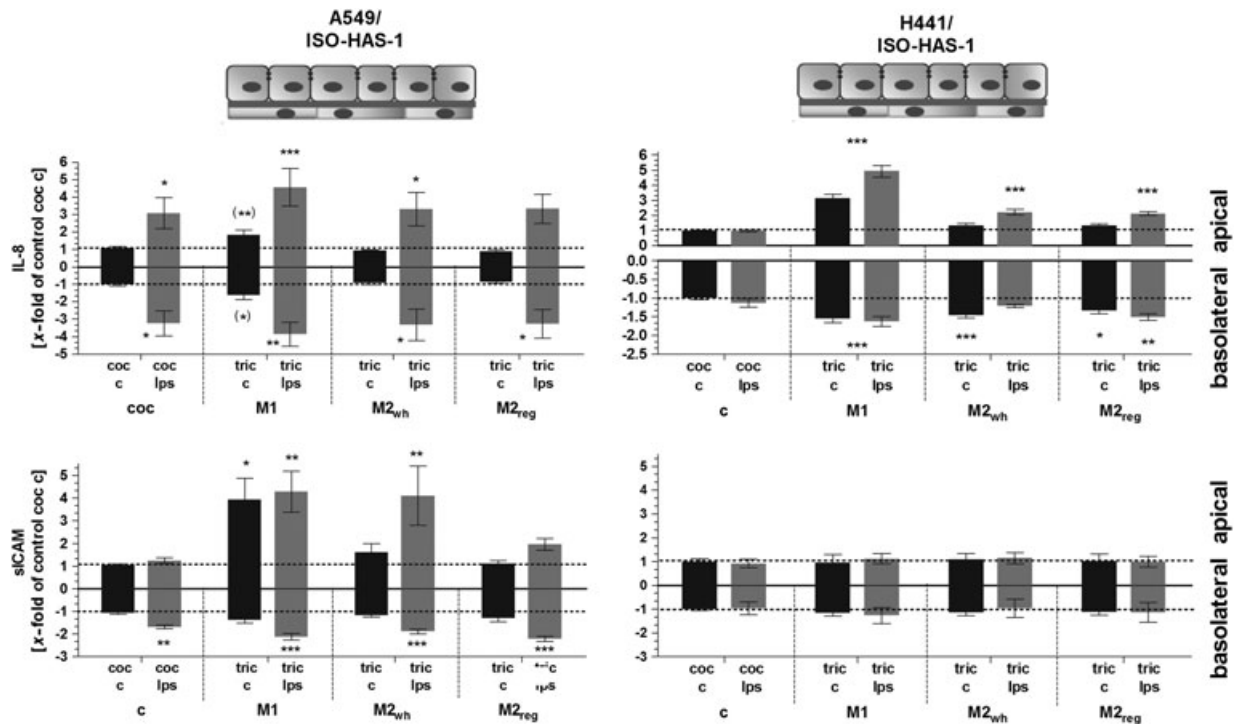 A549/
ISO-HAS-1
H441/
ISO-HAS-1
IL-8
[x-fold of control coc c]
6
5
4
3
2
1
0
-1
-2
-3
-4
-5
* *** * (**)
* (*) ** * *
coc coc tric tric tric tric tric tric
c lps c lps c lps c lps
coc M1 M2wh M2reg
6
5
4
3
2
1
0
0.0
-0.5
-1.0
-1.5
-2.0
-2.5
*** *** ***
*** *** * **
coc coc tric tric tric tric tric tric
c lps c lps c lps c lps
c M1 M2wh M2reg
apical
basolateral
sICAM
[x-fold of control coc c]
5
4
3
2
1
0
-1
-2
-3
* ** **
** *** *** ***
coc coc tric tric tric tric tric
c lps c lps c lps c
c M1 M2wh M2reg
5
4
3
2
1
0
-1
-2
-3
coc coc tric tric tric tric tric tric
c lps c lps c lps c lps
c M1 M2wh M2reg
apical
basolateral